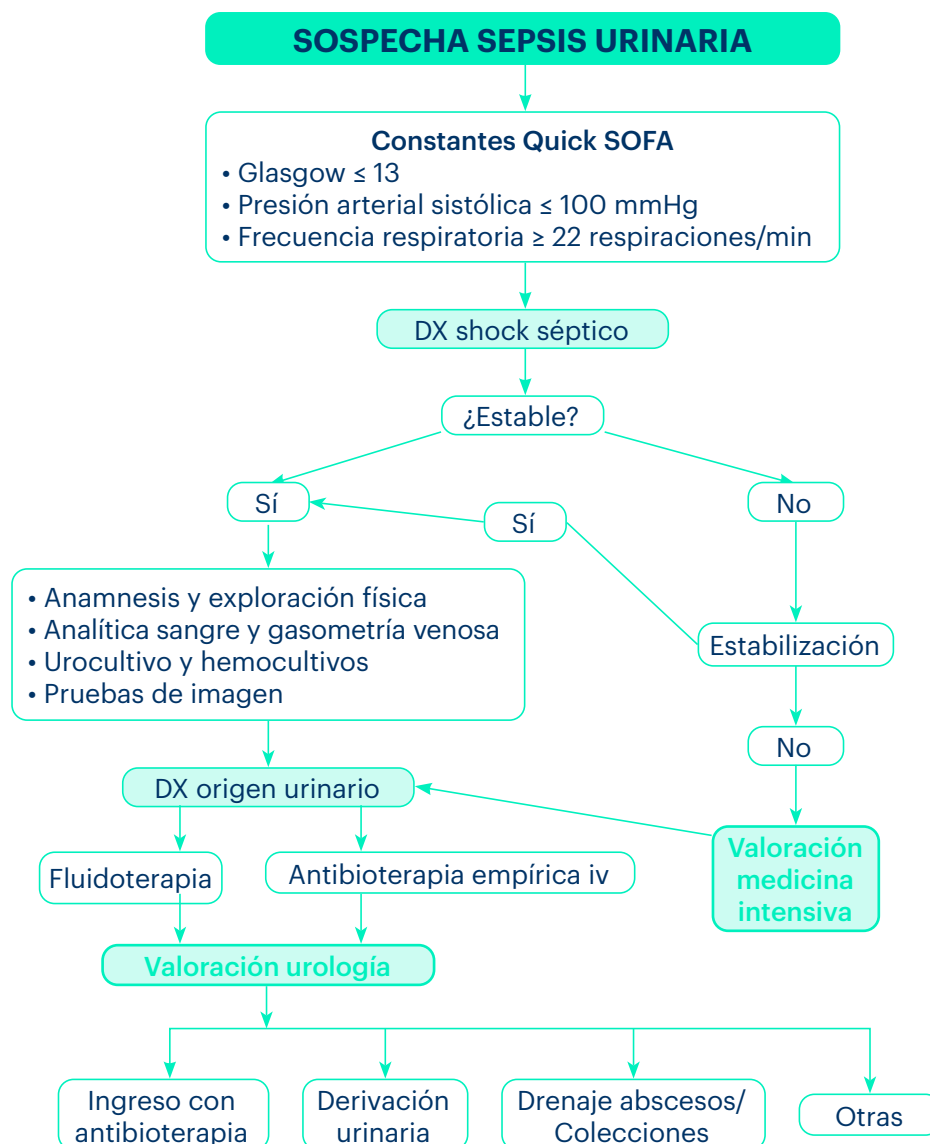 SOSPECHA SEPSIS URINARIA
Constantes Quick SOFA
• Glasgow ≤ 13
• Presión arterial sistólica ≤ 100 mmHg
• Frecuencia respiratoria ≥ 22 respiraciones/min
DX shock séptico
¿Estable?
Sí
Sí
No
• Anamnesis y exploración física
• Analítica sangre y gasometría venosa
• Urocultivo y hemocultivos
• Pruebas de imagen
Estabilización
No
DX origen urinario
Valoración
medicina
intensiva
Fluidoterapia
Antibioterapia empírica iv
Valoración urología
Ingreso con
antibioterapia
Derivación
urinaria
Drenaje abscesos/
Colecciones
Otras